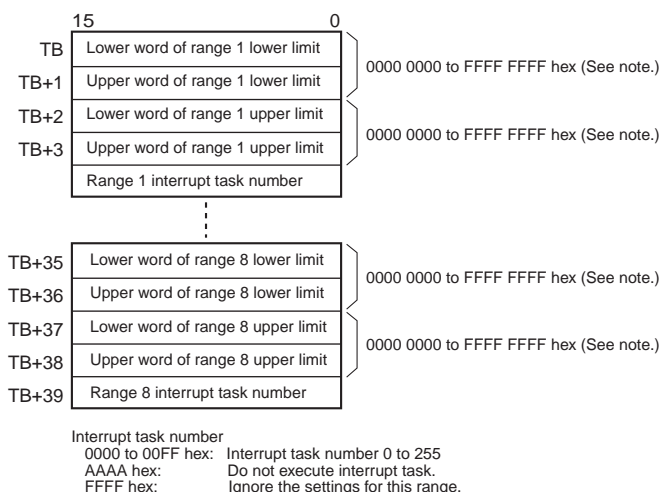 15 0
TB Lower word of range 1 lower limit
0000 0000 to FFFF FFFF hex (See note.)
TB+1 Upper word of range 1 lower limit
TB+2 Lower word of range 1 upper limit
0000 0000 to FFFF FFFF hex (See note.)
TB+3 Upper word of range 1 upper limit
Range 1 interrupt task number
TB+35 Lower word of range 8 lower limit
0000 0000 to FFFF FFFF hex (See note.)
TB+36 Upper word of range 8 lower limit
TB+37 Lower word of range 8 upper limit
0000 0000 to FFFF FFFF hex (See note.)
TB+38 Upper word of range 8 upper limit
TB+39 Range 8 interrupt task number
Interrupt task number
0000 to 00FF hex: Interrupt task number 0 to 255
AAAA hex: Do not execute interrupt task.
FFFF hex: Ignore the settings for this range.